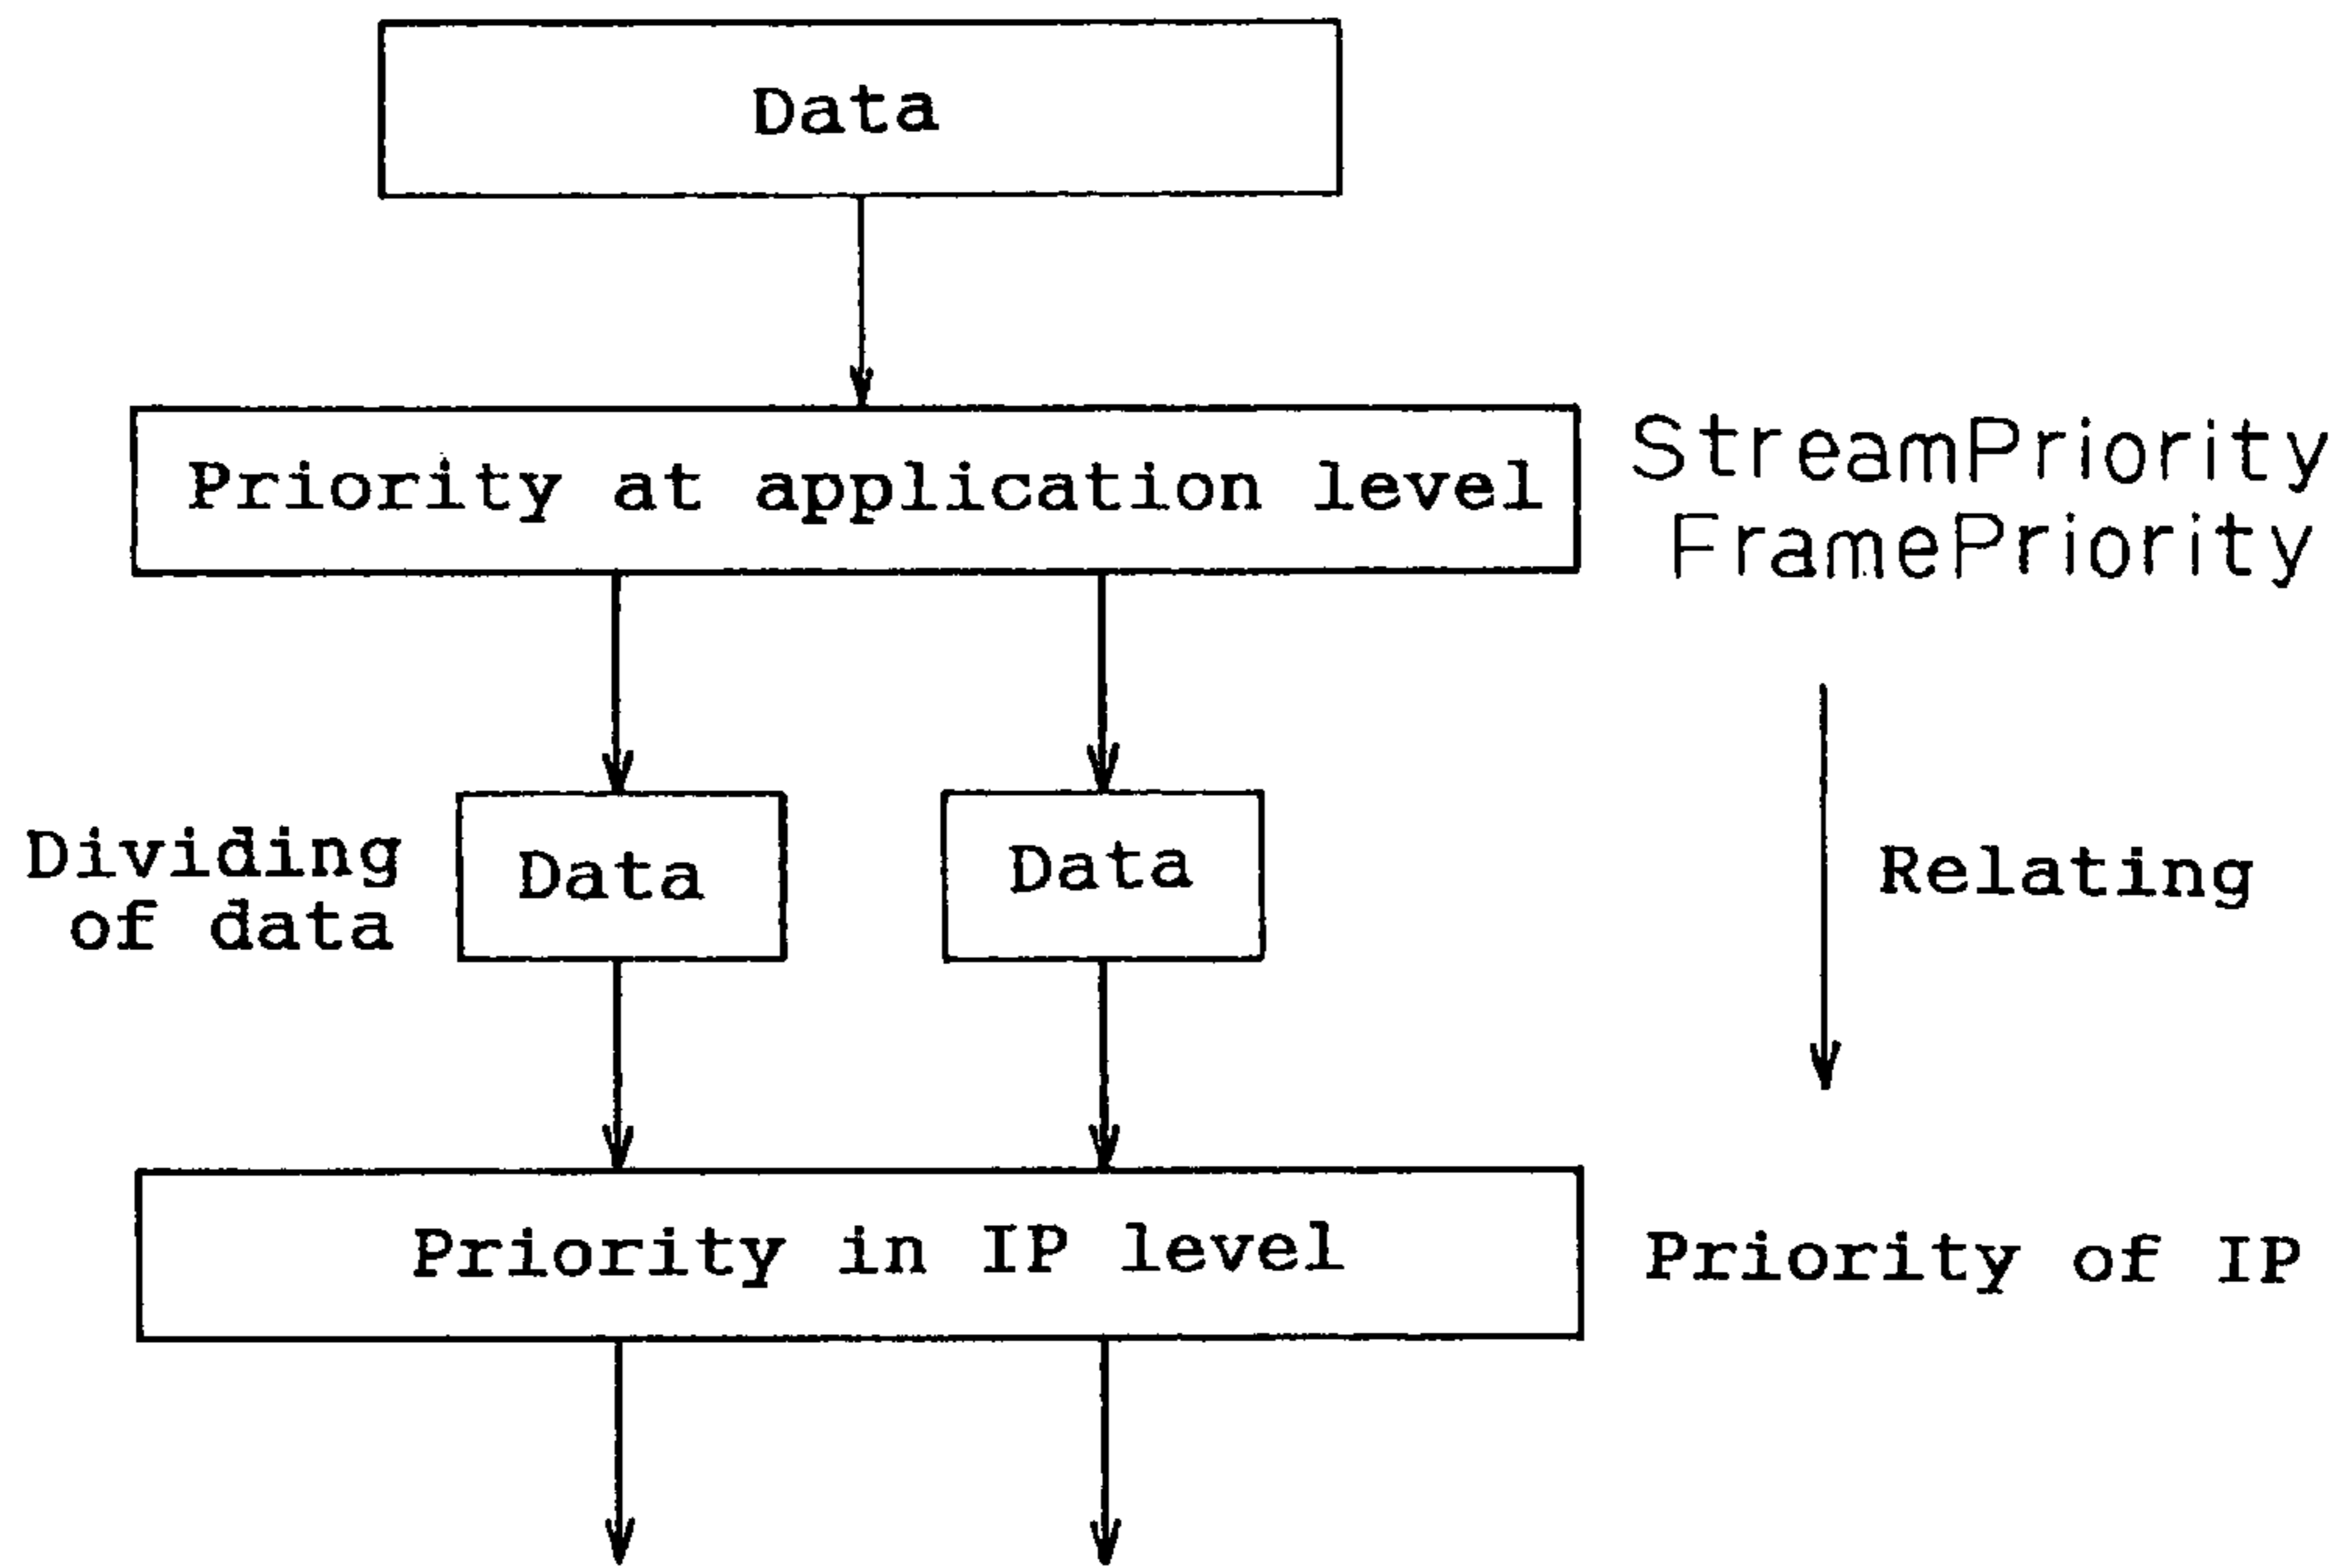 Data
Priority at application level
StreamPriority
FramePriority
Dividing
of data
Data
Data
Relating
Priority in IP level
Priority of IP